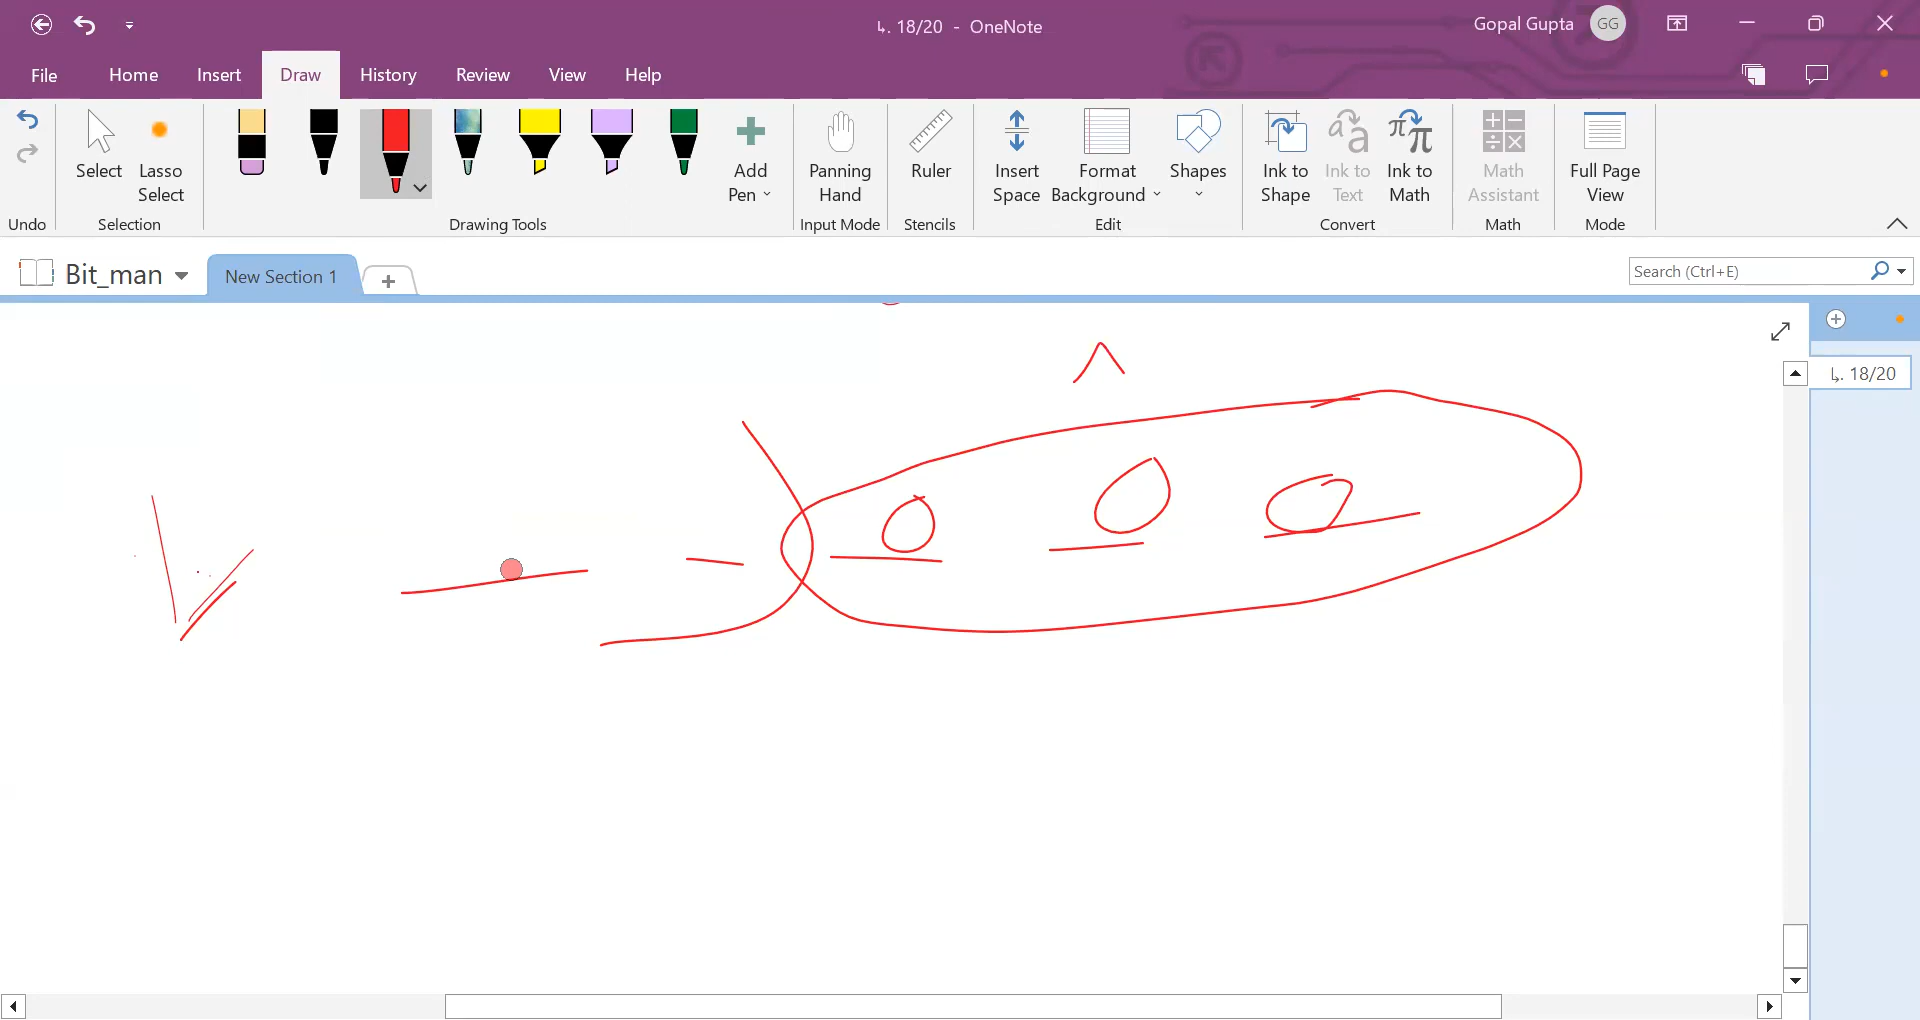 ↳. 18/20 - OneNote
Gopal Gupta GG
File Home Insert Draw History Review View Help
Select
Lasso Select
Add Pen
Panning Hand
Ruler
Insert Space
Format Background
Shapes
Ink to Shape
Ink to Text
Ink to Math
Math Assistant
Full Page View
Undo Selection Drawing Tools Input Mode Stencils Edit Convert Math Mode
Bit_man New Section 1 Search (Ctrl+E)
↳. 18/20
0 0 0